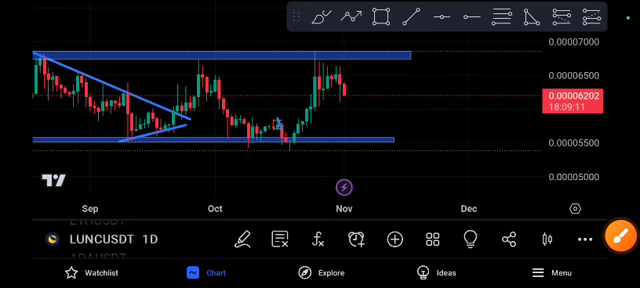 0.00007000
0.00006500
0.00006202
18:09:11
0.00005500
0.00005000
Sep
Oct
Nov
Dec
LUNCUSDT 1D
ADAUSDT
Watchlist
Chart
Explore
Ideas
Menu